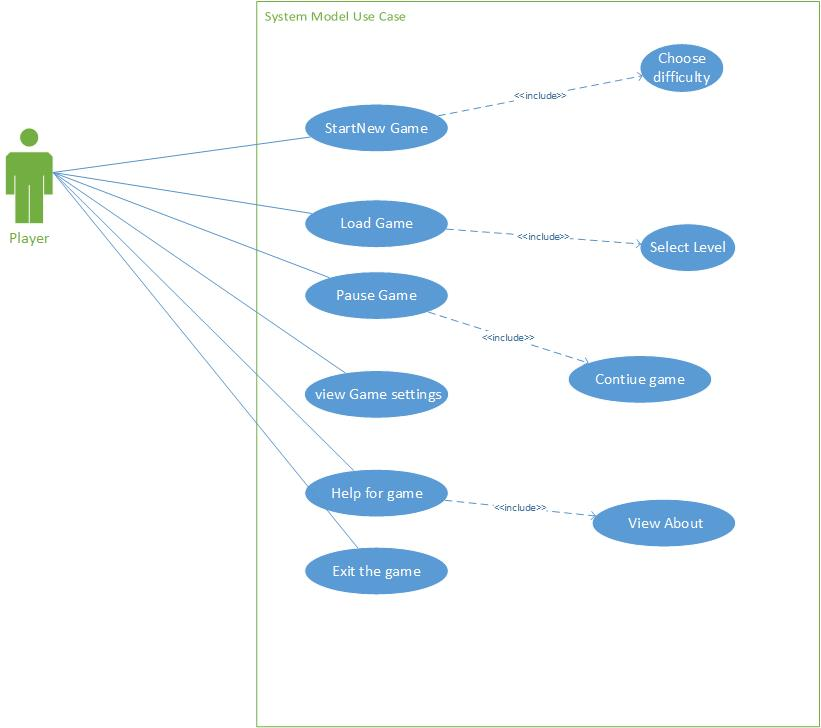 System Model Use Case
Choose
difficulty
<<include>>
StartNew Game
Player
Load Game
<<include>>
Select Level
Pause Game
<<include>>
Contiue game
view Game settings
Help for game
<<include>>
View About
Exit the game